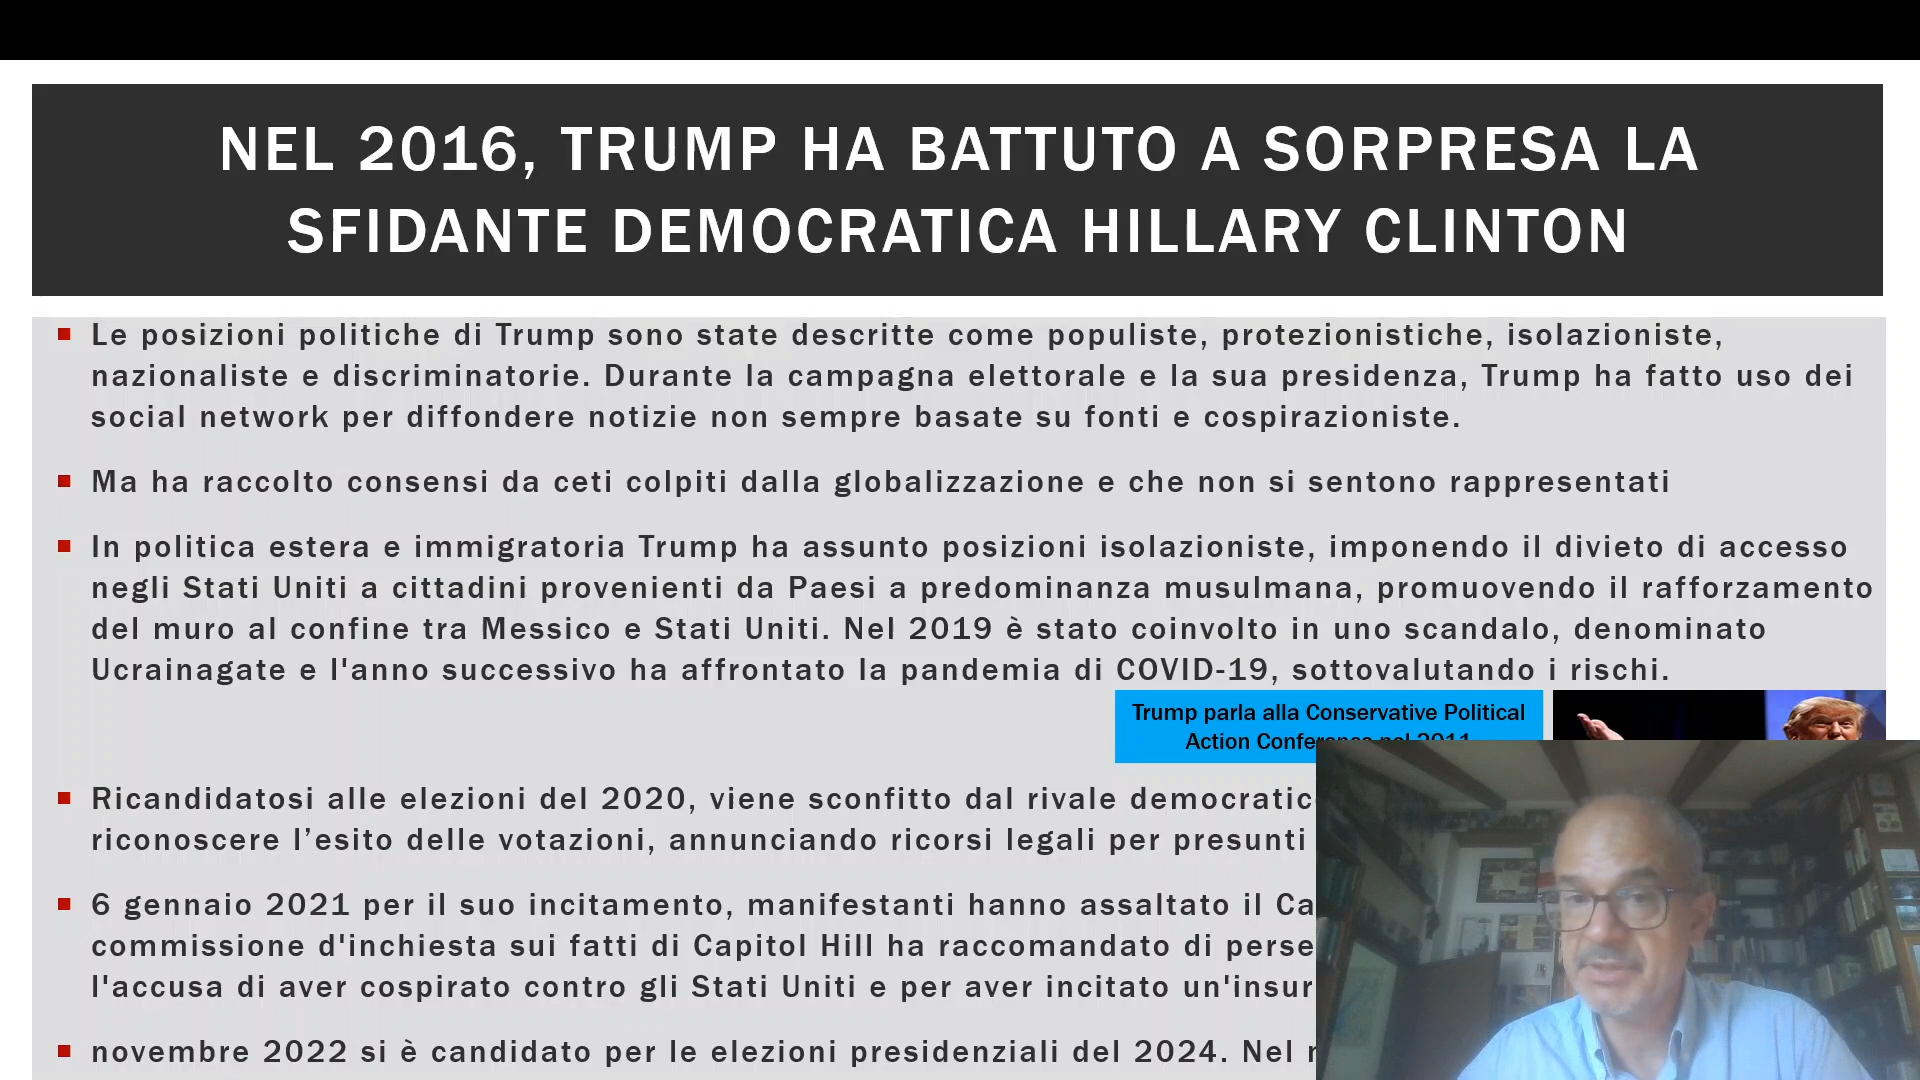 NEL 2016, TRUMP HA BATTUTO A SORPRESA LA
SFIDANTE DEMOCRATICA HILLARY CLINTON
Le posizioni politiche di Trump sono state descritte come populiste, protezionistiche, isolazioniste,
nazionaliste e discriminatorie. Durante la campagna elettorale e la sua presidenza, Trump ha fatto uso dei
social network per diffondere notizie non sempre basate su fonti e cospirazioniste.
Ma ha raccolto consensi da ceti colpiti dalla globalizzazione e che non si sentono rappresentati
In politica estera e immigratoria Trump ha assunto posizioni isolazioniste, imponendo il divieto di accesso
negli Stati Uniti a cittadini provenienti da Paesi a predominanza musulmana, promuovendo il rafforzamento
del muro al confine tra Messico e Stati Uniti. Nel 2019 è stato coinvolto in uno scandalo, denominato
Ucrainagate e l'anno successivo ha affrontato la pandemia di COVID-19, sottovalutando i rischi.
Trump parla alla Conservative Political
Action Conference nel 2011
Ricandidatosi alle elezioni del 2020, viene sconfitto dal rivale democratic
riconoscere l’esito delle votazioni, annunciando ricorsi legali per presunti
6 gennaio 2021 per il suo incitamento, manifestanti hanno assaltato il Ca
commissione d'inchiesta sui fatti di Capitol Hill ha raccomandato di perse
l'accusa di aver cospirato contro gli Stati Uniti e per aver incitato un'insur
novembre 2022 si è candidato per le elezioni presidenziali del 2024. Nel